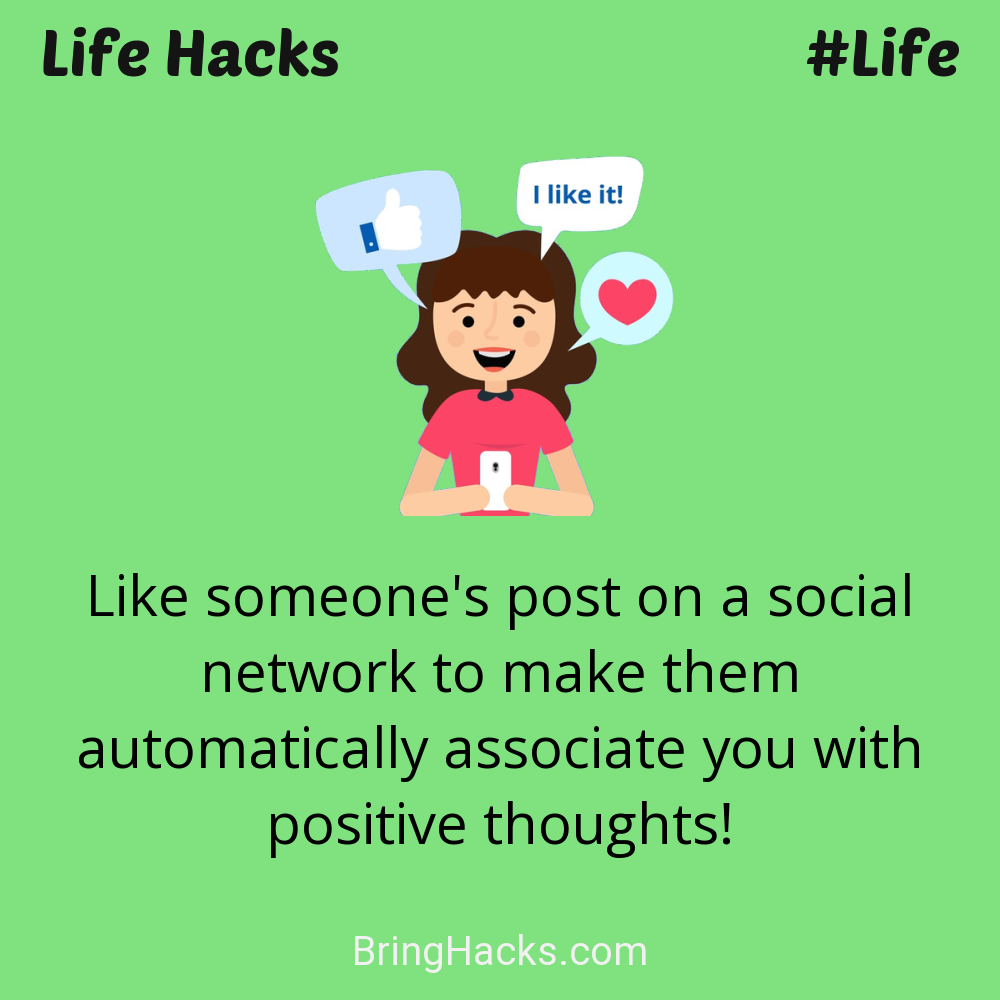 Life Hacks
#Life
I like it!
Like someone's post on a social
network to make them
automatically associate you with
positive thoughts!
BringHacks.com